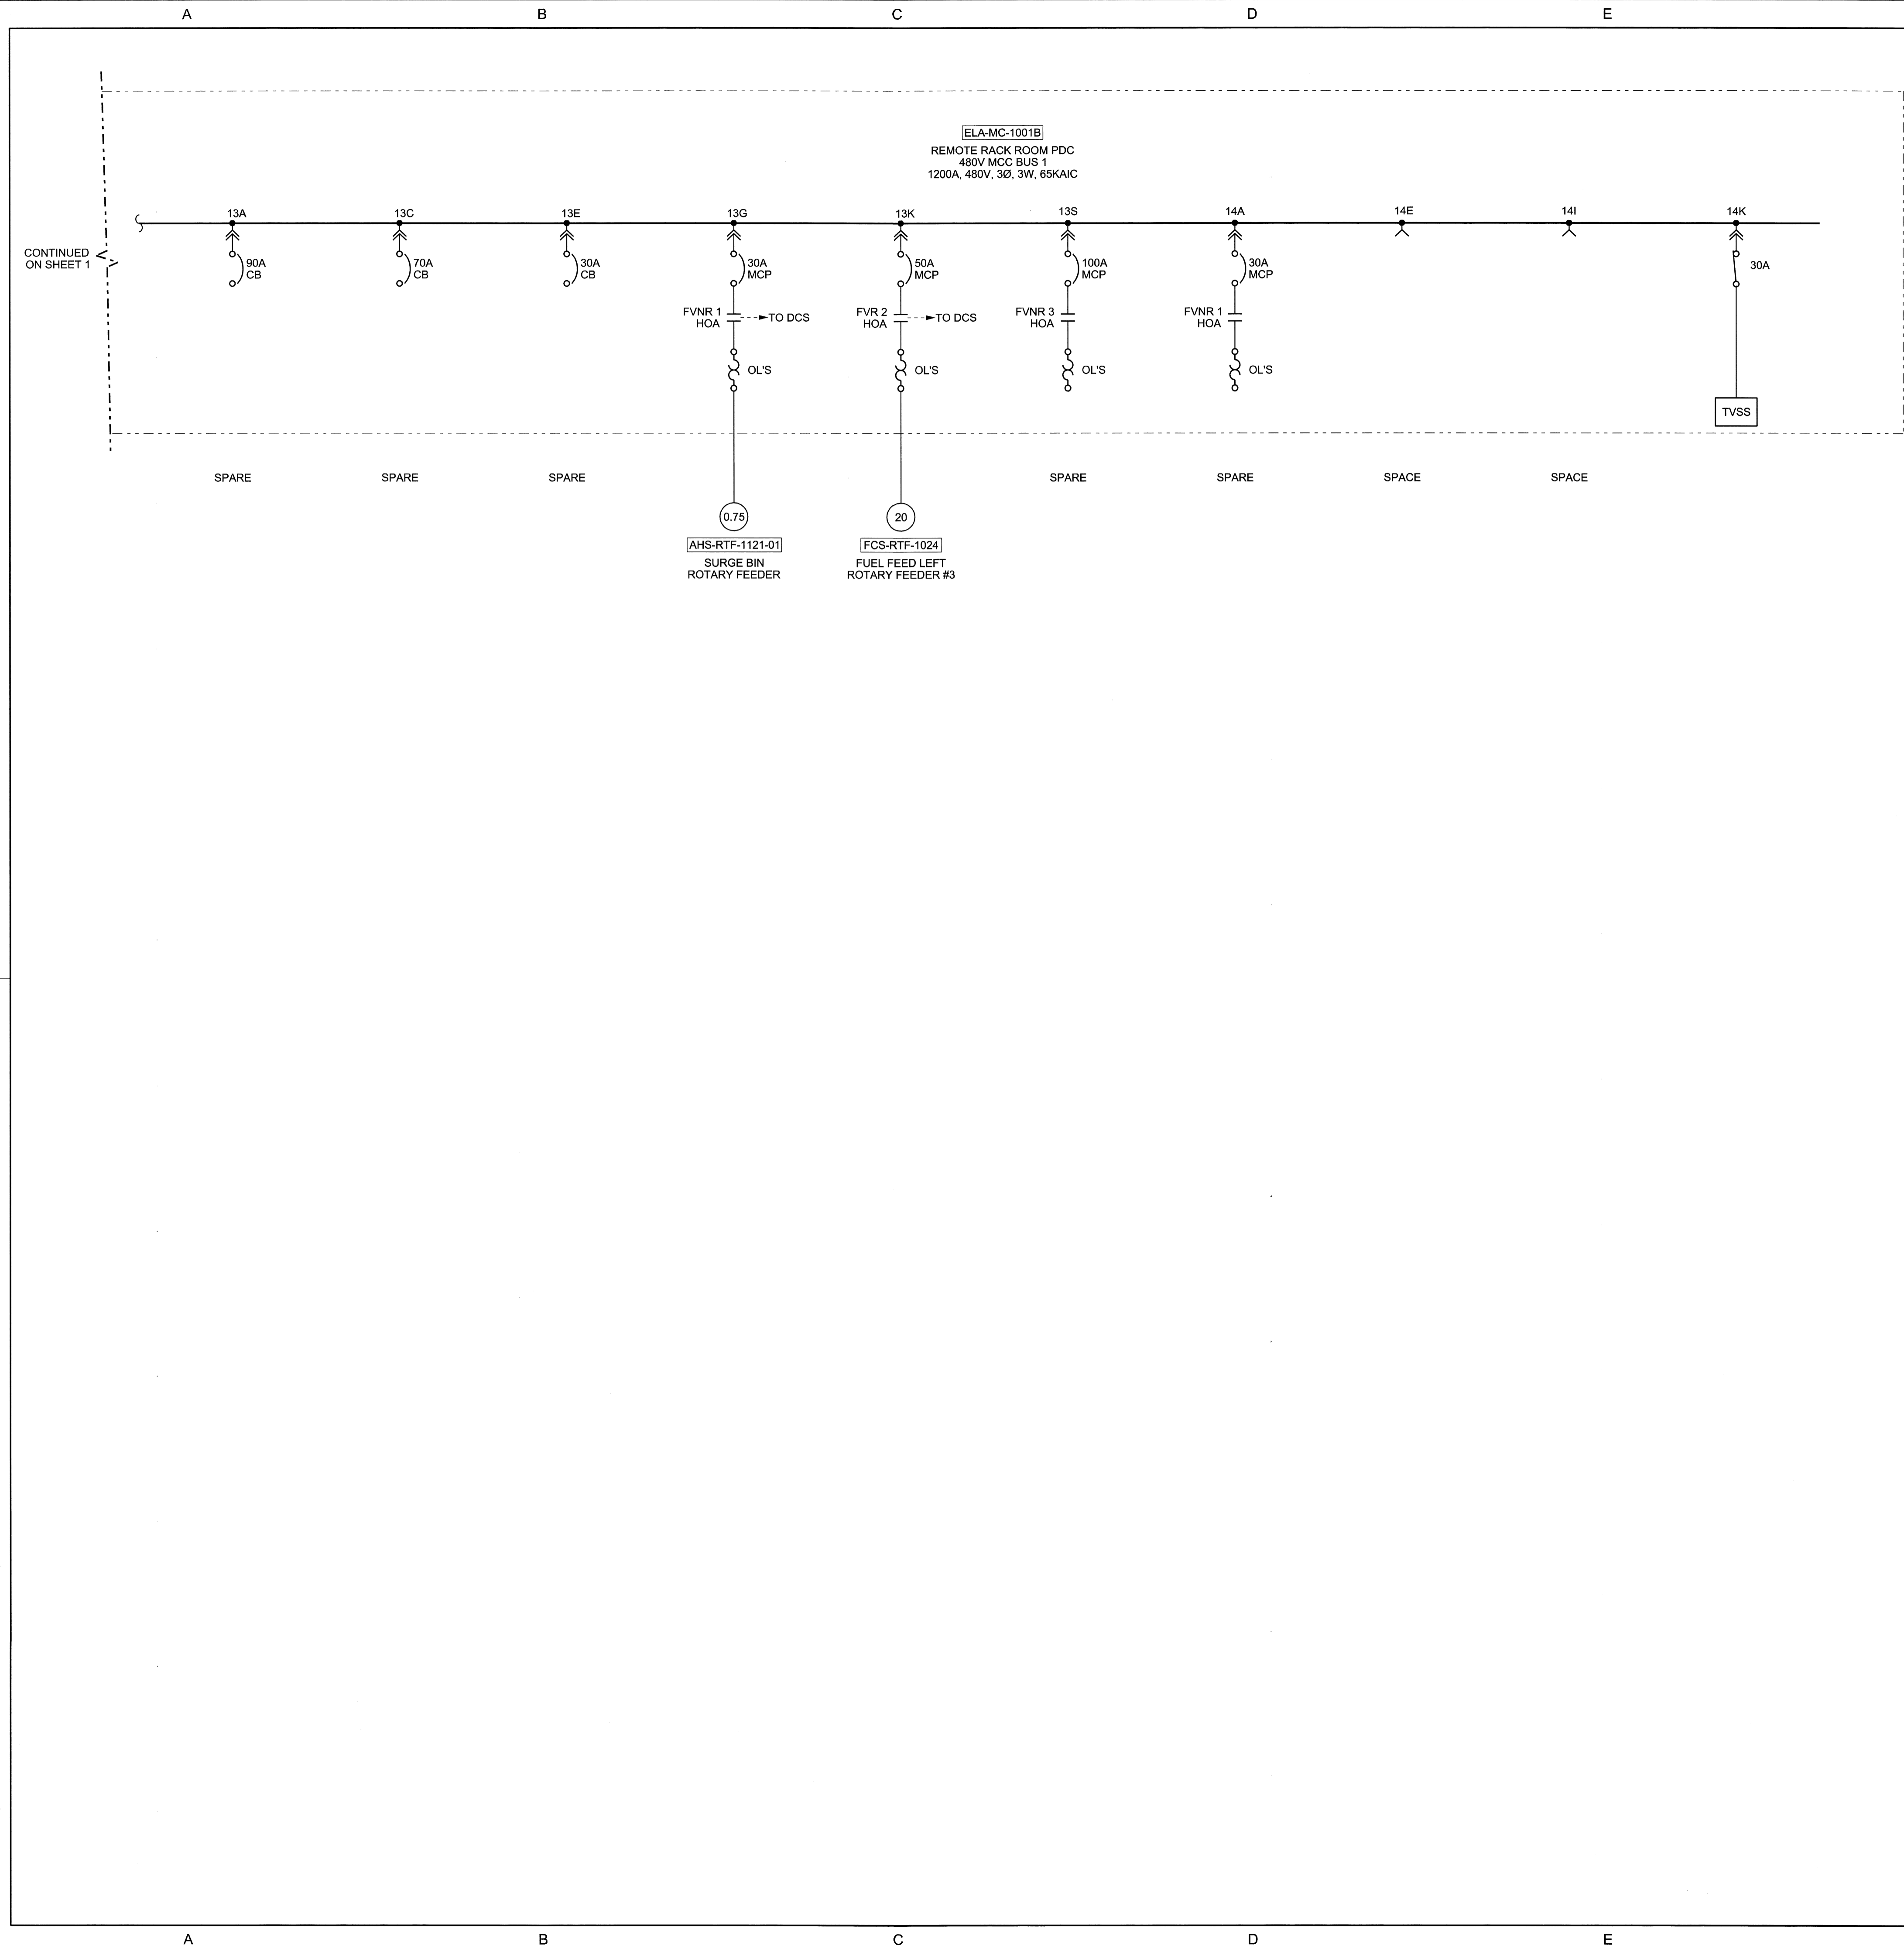 A B C D E
ELA-MC-1001B
REMOTE RACK ROOM PDC
480V MCC BUS 1
1200A, 480V, 3Ø, 3W, 65KAIC
13A 13C 13E 13G 13K 13S 14A 14E 14I 14K
CONTINUED
ON SHEET 1
90A
CB
70A
CB
30A
CB
30A
MCP
50A
MCP
100A
MCP
30A
MCP
30A
FVNR 1
HOA
TO DCS
FVR 2
HOA
TO DCS
FVNR 3
HOA
FVNR 1
HOA
OL'S OL'S OL'S OL'S
TVSS
SPARE SPARE SPARE SPARE SPARE SPACE SPACE
0.75
AHS-RTF-1121-01
SURGE BIN
ROTARY FEEDER
20
FCS-RTF-1024
FUEL FEED LEFT
ROTARY FEEDER #3
A B C D E